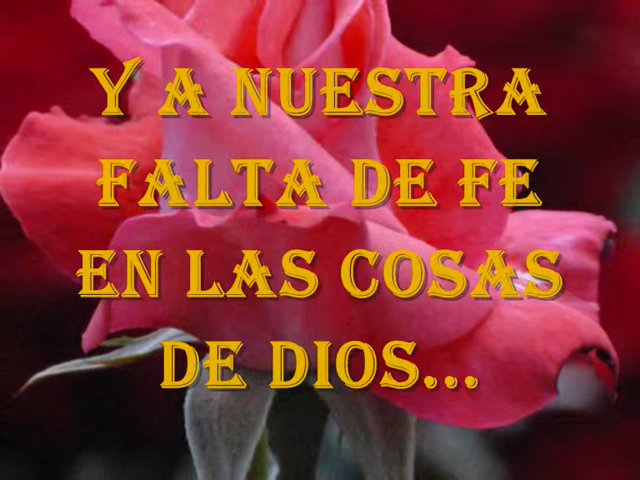 Y A NUESTRA
FALTA DE FE
EN LAS COSAS
DE DIOS...